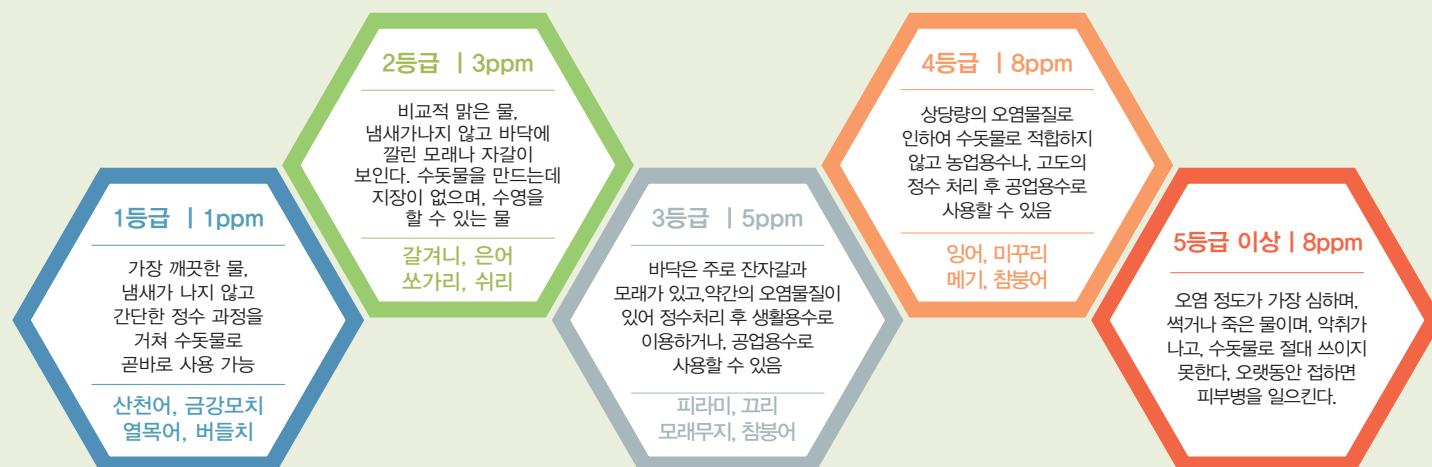 1등급 ㅣ1ppm
가장 깨끗한 물,
냄새가 나지 않고
간단한 정수 과정을
거쳐 수돗물로
곧바로 사용 가능
산천어, 금강모치
열목어, 버들치
2등급 ㅣ3ppm
비교적 맑은 물,
냄새가나지 않고 바닥에
깔린 모래나 자갈이
보인다. 수돗물을 만드는데
지장이 없으며, 수영을
할 수 있는 물
갈겨니, 은어
쏘가리, 쉬리
3등급 ㅣ5ppm
바닥은 주로 잔자갈과
모래가 있고,약간의 오염물질이
있어 정수처리 후 생활용수로
이용하거나, 공업용수로
사용할 수 있음
피라미, 끄리
모래무지, 참붕어
4등급 ㅣ8ppm
상당량의 오염물질로
인하여 수돗물로 적합하지
않고 농업용수나, 고도의
정수 처리 후 공업용수로
사용할 수 있음
잉어, 미꾸리
메기, 참붕어
5등급 이상ㅣ8ppm
오염 정도가 가장 심하며,
썩거나 죽은 물이며, 악취가
나고, 수돗물로 절대 쓰이지
못한다, 오랫동안 접하면
피부병을 일으킨다.